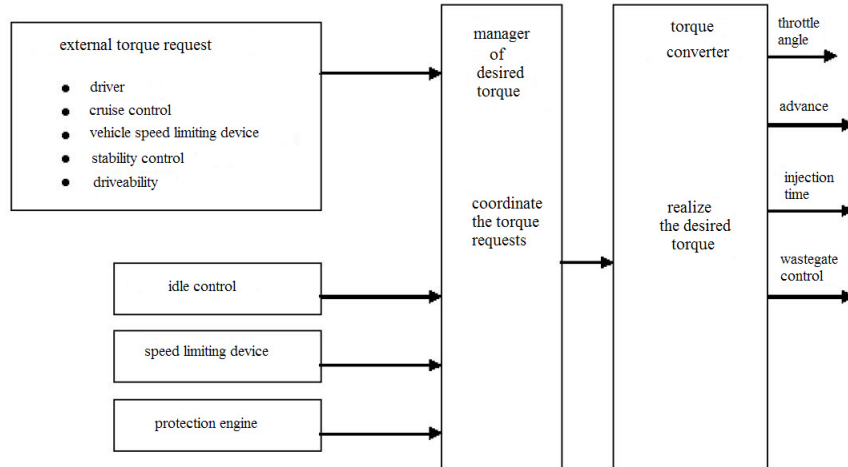 external torque request
driver
cruise control
vehicle speed limiting device
stability control
driveability
idle control
speed limiting device
protection engine
manager
of
desired
torque
coordinate
the torque
requests
torque
converter
realize
the desired
torque
throttle
angle
advance
injection
time
wastegate
control